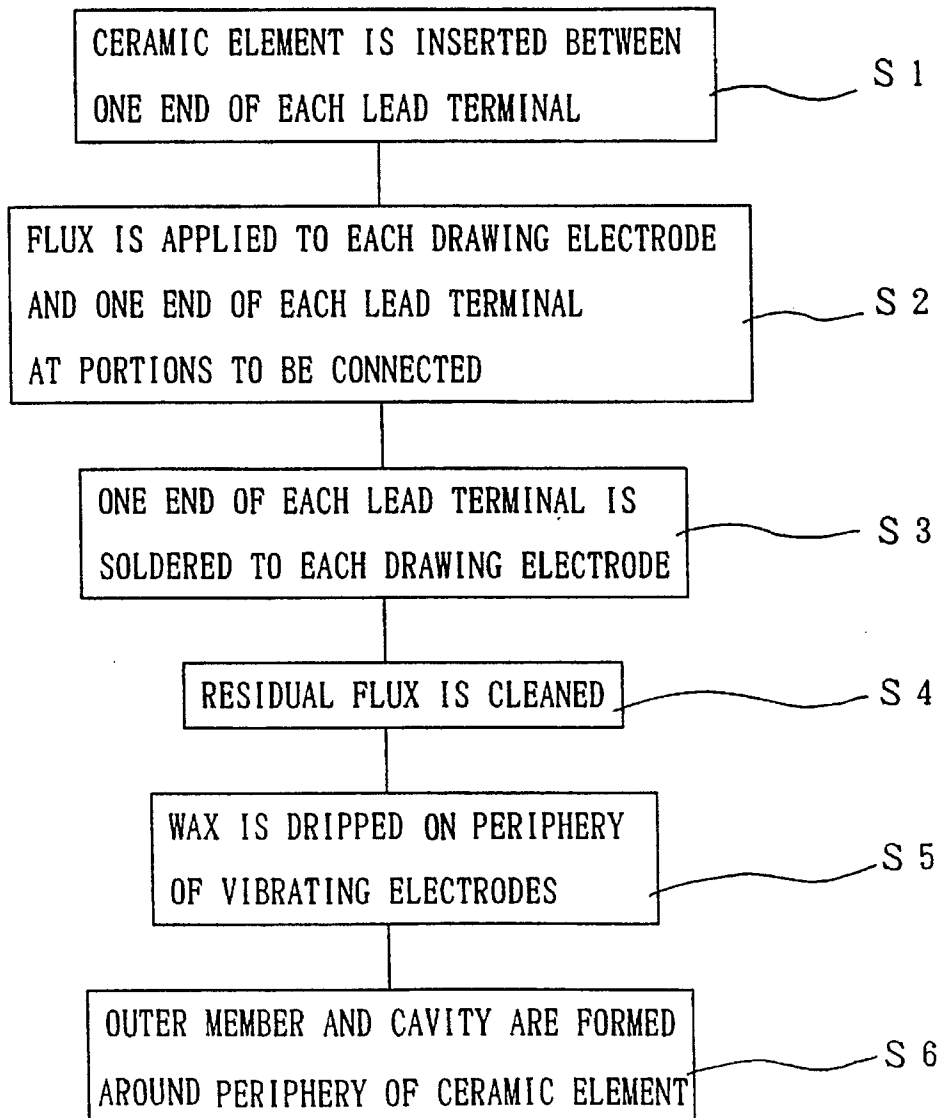 CERAMIC ELEMENT IS INSERTED BETWEEN
ONE END OF EACH LEAD TERMINAL
S 1
FLUX IS APPLIED TO EACH DRAWING ELECTRODE
AND ONE END OF EACH LEAD TERMINAL
AT PORTIONS TO BE CONNECTED
S 2
ONE END OF EACH LEAD TERMINAL IS
SOLDERED TO EACH DRAWING ELECTRODE
S 3
RESIDUAL FLUX IS CLEANED
S 4
WAX IS DRIPPED ON PERIPHERY
OF VIBRATING ELECTRODES
S 5
OUTER MEMBER AND CAVITY ARE FORMED
AROUND PERIPHERY OF CERAMIC ELEMENT
S 6